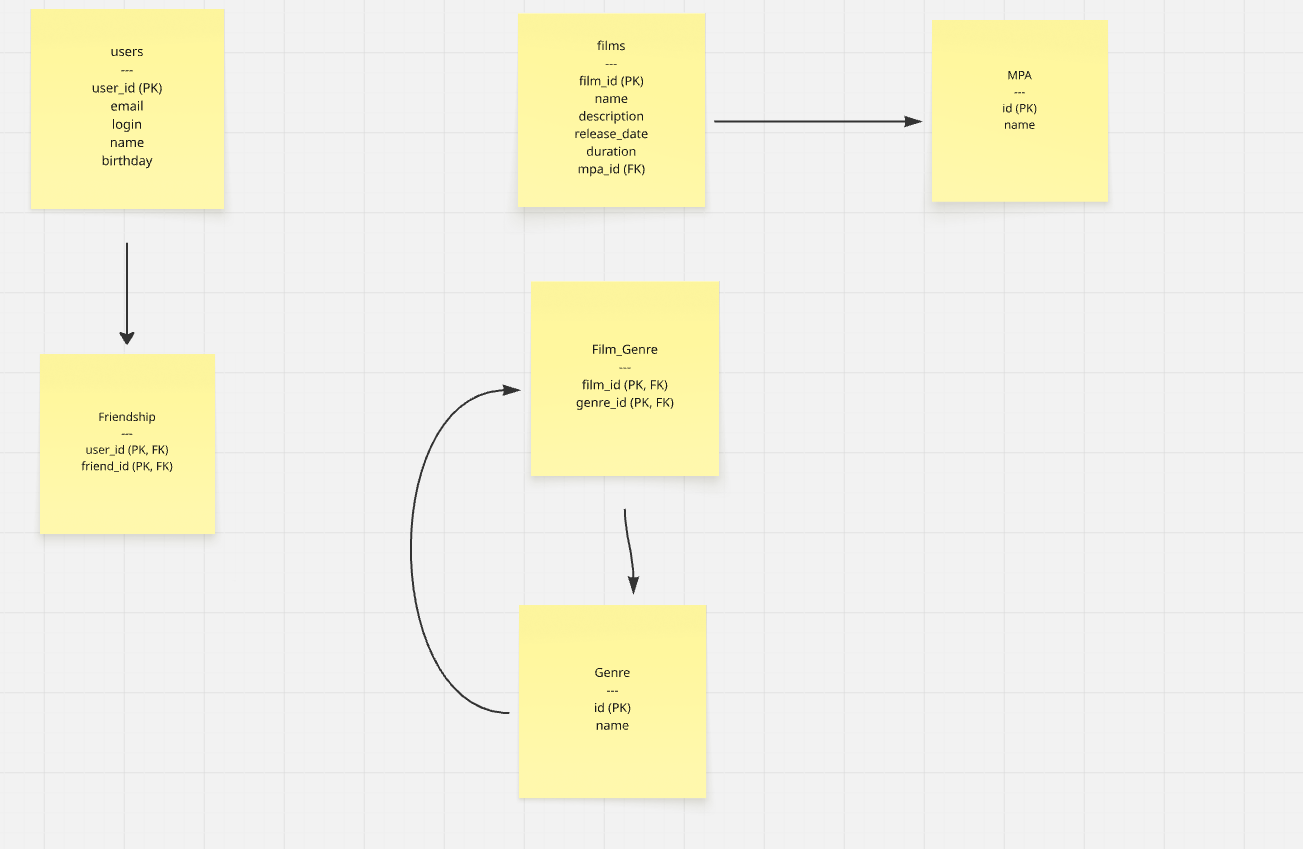 users
---
user_id (PK)
email
login
name
birthday
films
---
film_id (PK)
name
description
release_date
duration
mpa_id (FK)
MPA
---
id (PK)
name
Friendship
---
user_id (PK, FK)
friend_id (PK, FK)
Film_Genre
---
film_id (PK, FK)
genre_id (PK, FK)
Genre
---
id (PK)
name